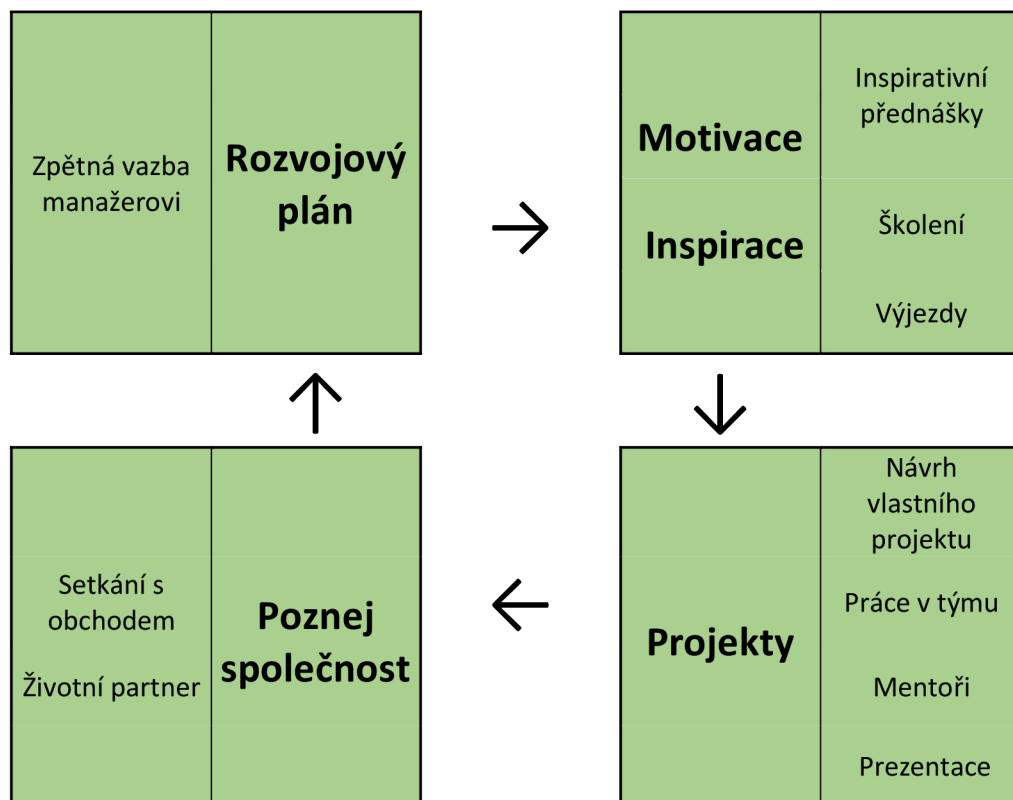 Zpětná vazba
manažerovi
Rozvojový
plán
Motivace
Inspirace
Inspirativní
přednášky
Školení
Výjezdy
Setkání s
obchodem
Životní partner
Poznej
společnost
Projekty
Návrh
vlastního
projektu
Práce v týmu
Mentoři
Prezentace